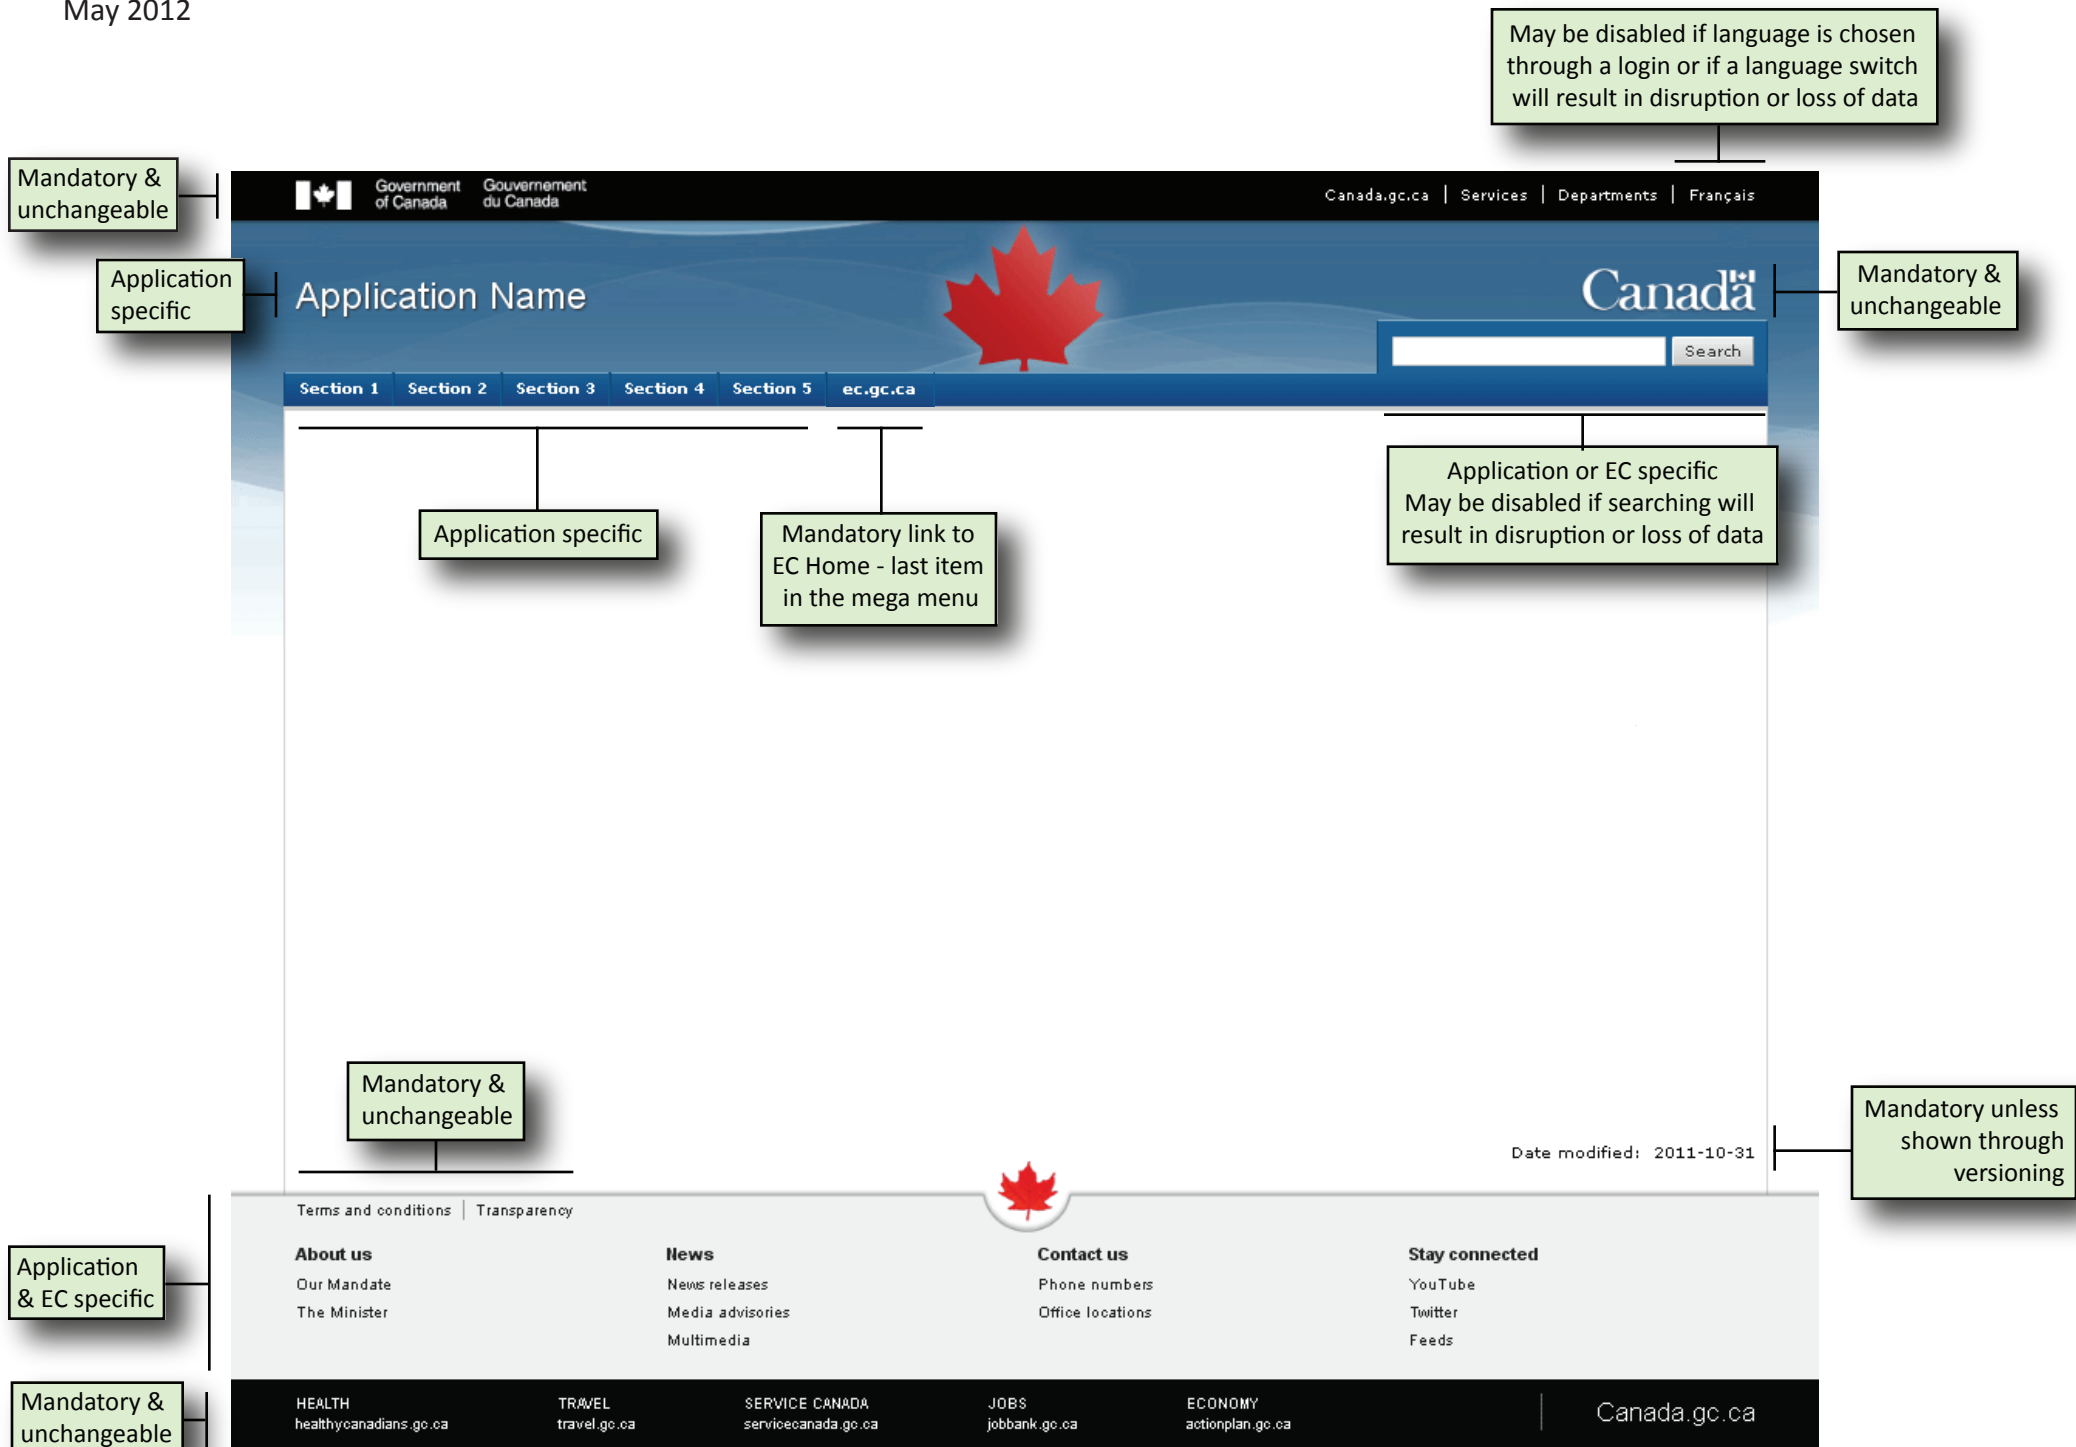 May 2012
May be disabled if language is chosen
through a login or if a language switch
will result in disruption or loss of data
Mandatory &
unchangeable
Government
of Canada
Gouvernement
du Canada
Canada.gc.ca | Services | Departments | Français
Application
specific
Application Name
Canada
Mandatory &
unchangeable
Search
Section 1 Section 2 Section 3 Section 4 Section 5 ec.gc.ca
Application specific
Mandatory link to
EC Home - last item
in the mega menu
Application or EC specific
May be disabled if searching will
result in disruption or loss of data
Mandatory &
unchangeable
Date modified: 2011-10-31
Mandatory unless
shown through
versioning
Terms and conditions | Transparency
Application
& EC specific
About us
Our Mandate
The Minister
News
News releases
Media advisories
Multimedia
Contact us
Phone numbers
Office locations
Stay connected
YouTube
Twitter
Feeds
Mandatory &
unchangeable
HEALTH
healthycanadians.gc.ca
TRAVEL
travel.gc.ca
SERVICE CANADA
servicecanada.gc.ca
JOBS
jobbank.gc.ca
ECONOMY
actionplan.gc.ca
Canada.gc.ca